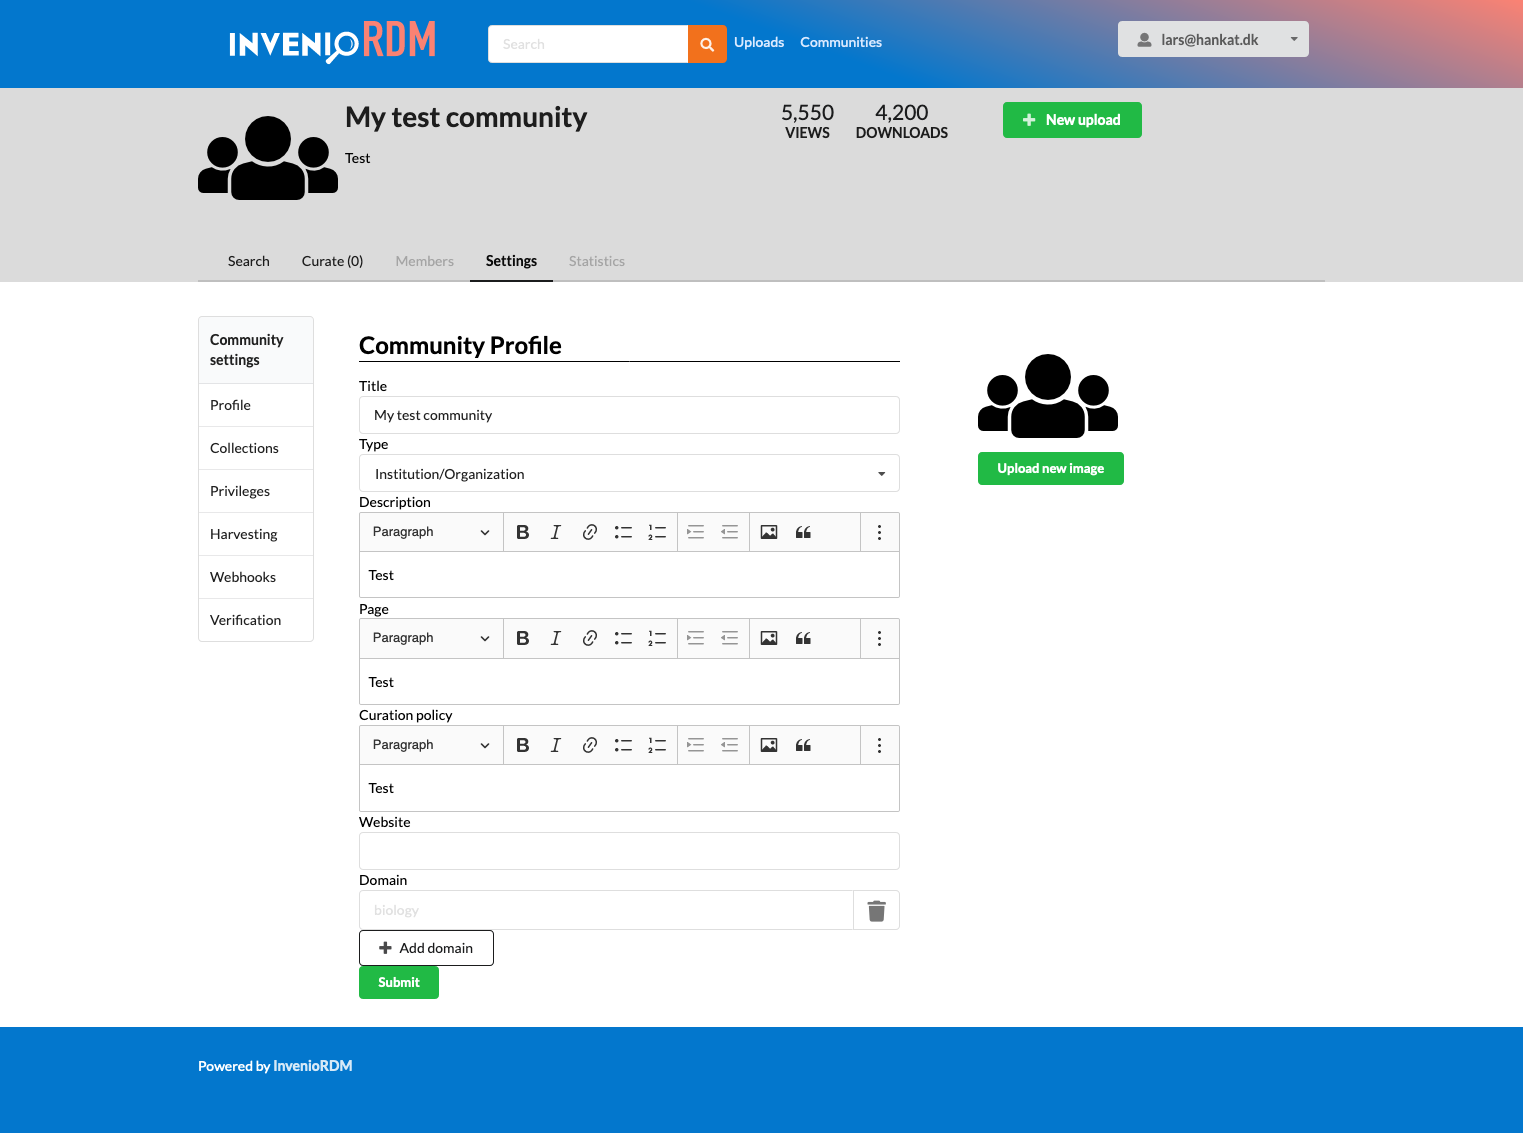 INVENIO RDM
Search
Uploads
Communities
lars@hankat.dk
My test community
Test
5,550
VIEWS
4,200
DOWNLOADS
New upload
Search
Curate (0)
Members
Settings
Statistics
Community
settings
Profile
Collections
Privileges
Harvesting
Webhooks
Verification
Community Profile
Title
My test community
Type
Institution/Organization
Description
Paragraph
Test
Page
Paragraph
Test
Curation policy
Paragraph
Test
Website
Domain
biology
Add domain
Submit
Upload new image
Powered by InvenioRDM